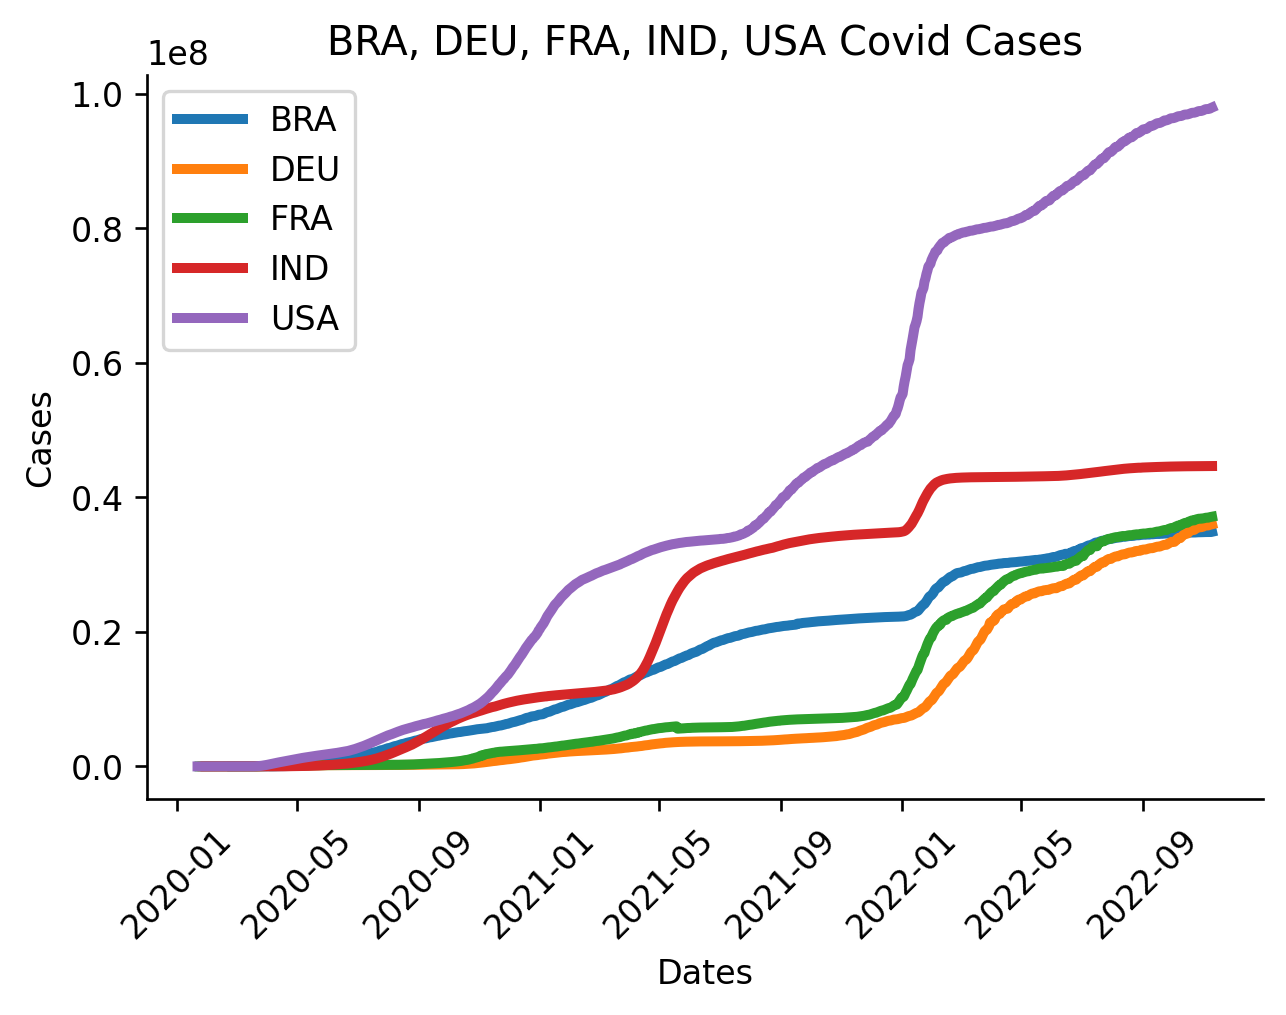 BRA, DEU, FRA, IND, USA Covid Cases
1e8
1.0
0.8
0.6
0.4
0.2
0.0
Cases
BRA
DEU
FRA
IND
USA
2020-01
2020-05
2020-09
2021-01
2021-05
2021-09
2022-01
2022-05
2022-09
Dates